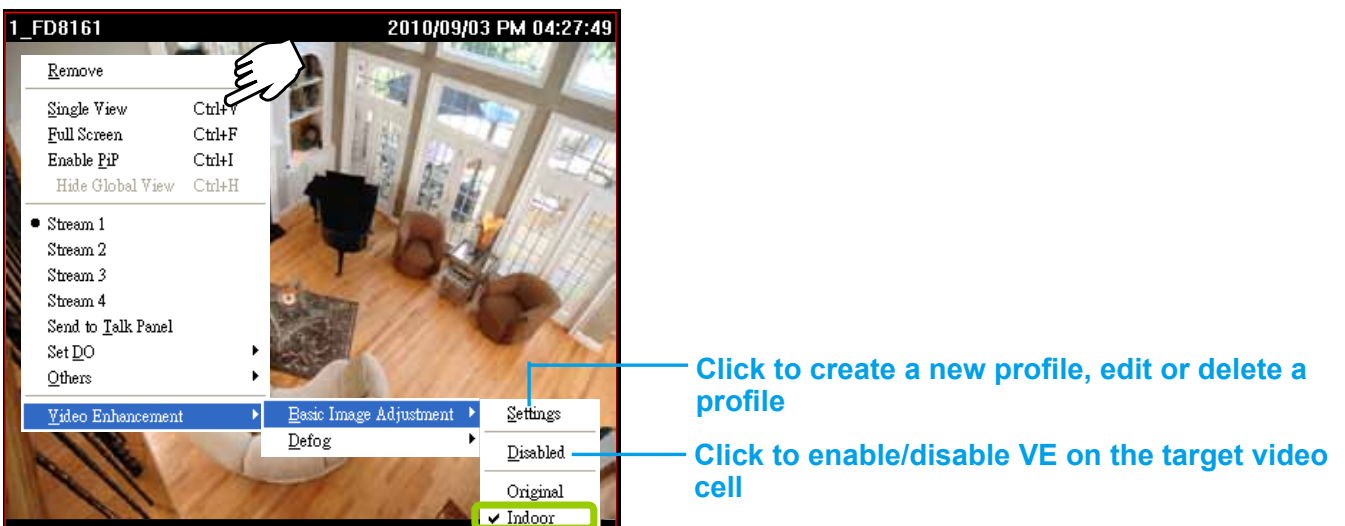 1_FD8161 2010/09/03 PM 04:27:49
Remove
Single View Ctrl+V
Full Screen Ctrl+F
Enable PiP Ctrl+I
Hide Global View Ctrl+H
Stream 1
Stream 2
Stream 3
Stream 4
Send to Talk Panel
Set DO
Others
Video Enhancement
Basic Image Adjustment
Defog
Settings
Disabled
Original
Indoor
Click to create a new profile, edit or delete a
profile
Click to enable/disable VE on the target video
cell